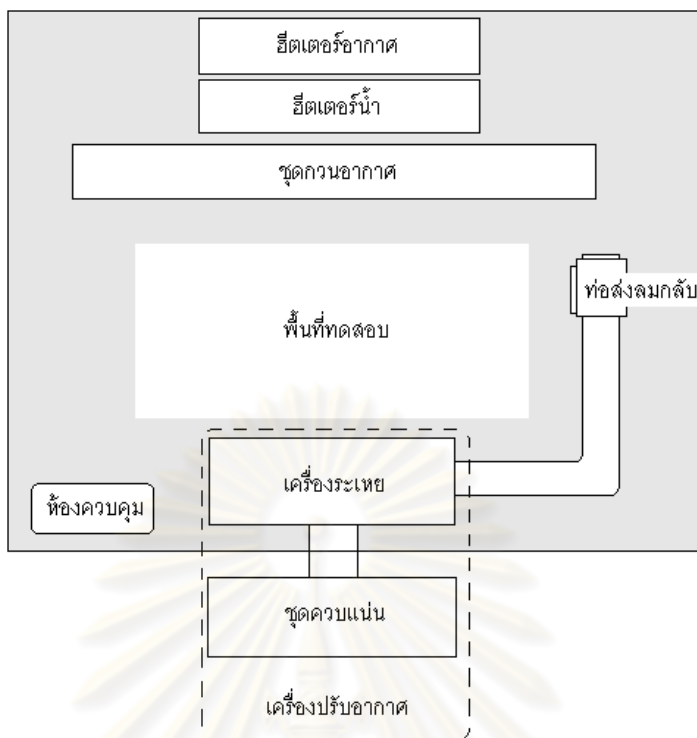 ฮีตเตอร์อากาศ
ฮีตเตอร์น้ำ
ชุดกวนอากาศ
ท่อส่งลมกลับ
พื้นที่ทดสอบ
เครื่องระเหย
ห้องควบคุม
ชุดควบแน่น
เครื่องปรับอากาศ